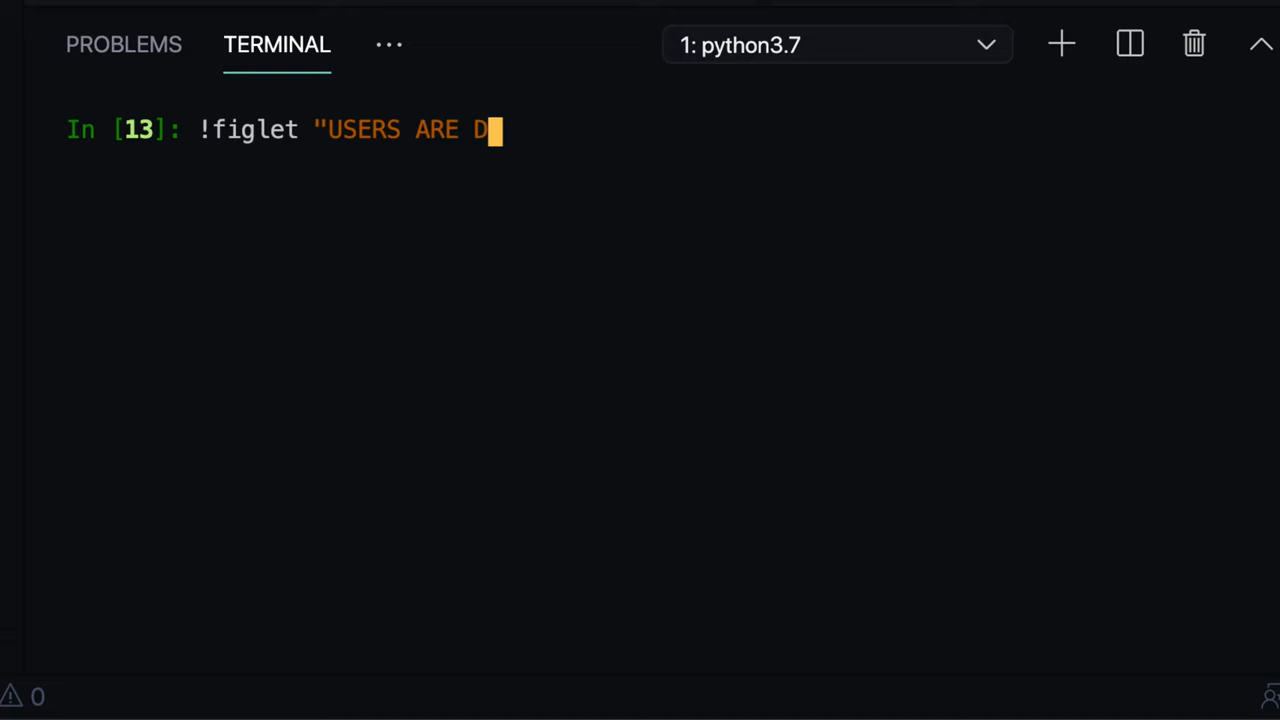 PROBLEMS TERMINAL ··· 1: python3.7
In [13]: !figlet "USERS ARE D
0